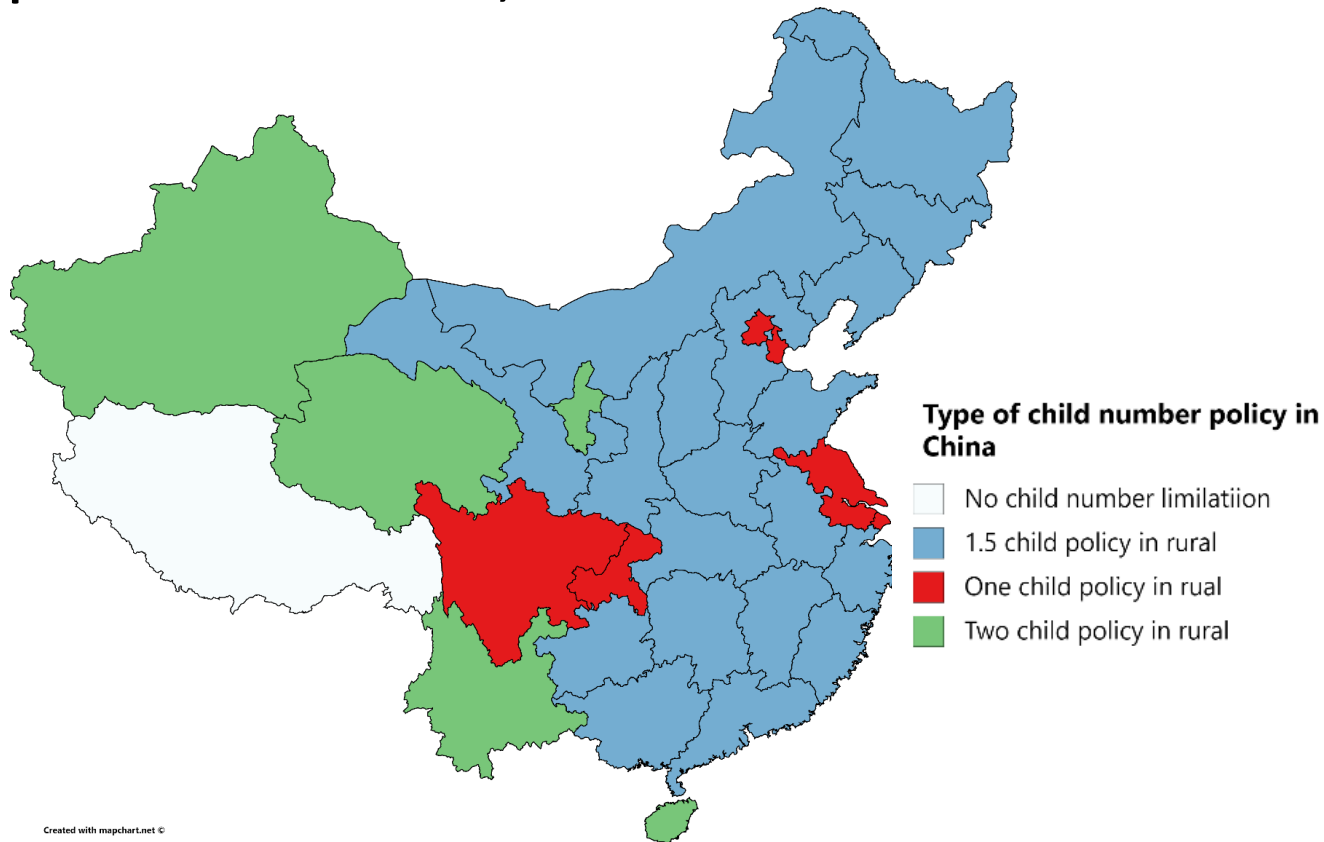 Type of child number policy in
China
No child number limilatiion
1.5 child policy in rural
One child policy in rual
Two child policy in rural
Created with mapchart.net ©